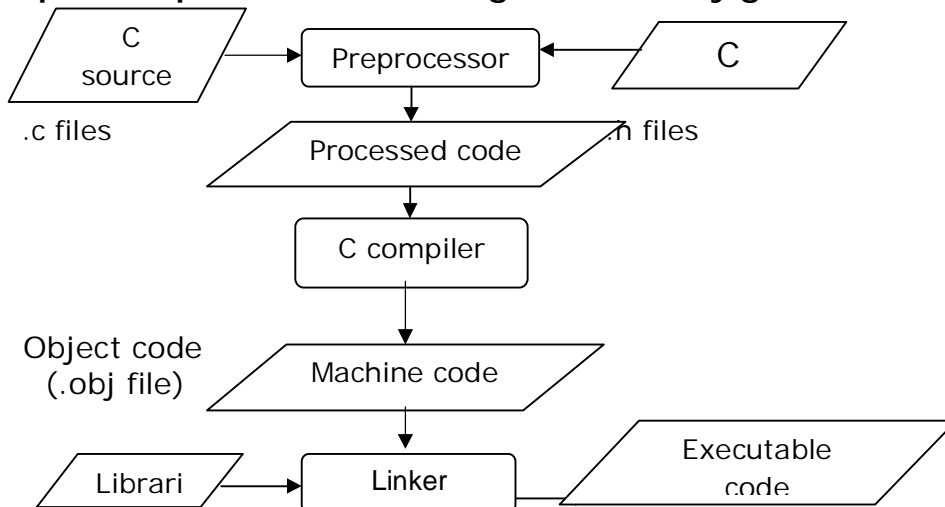 C
source
Preprocessor
C
.c files
files
Processed code
C compiler
Object code
(.obj file)
Machine code
Librari
Linker
Executable
code